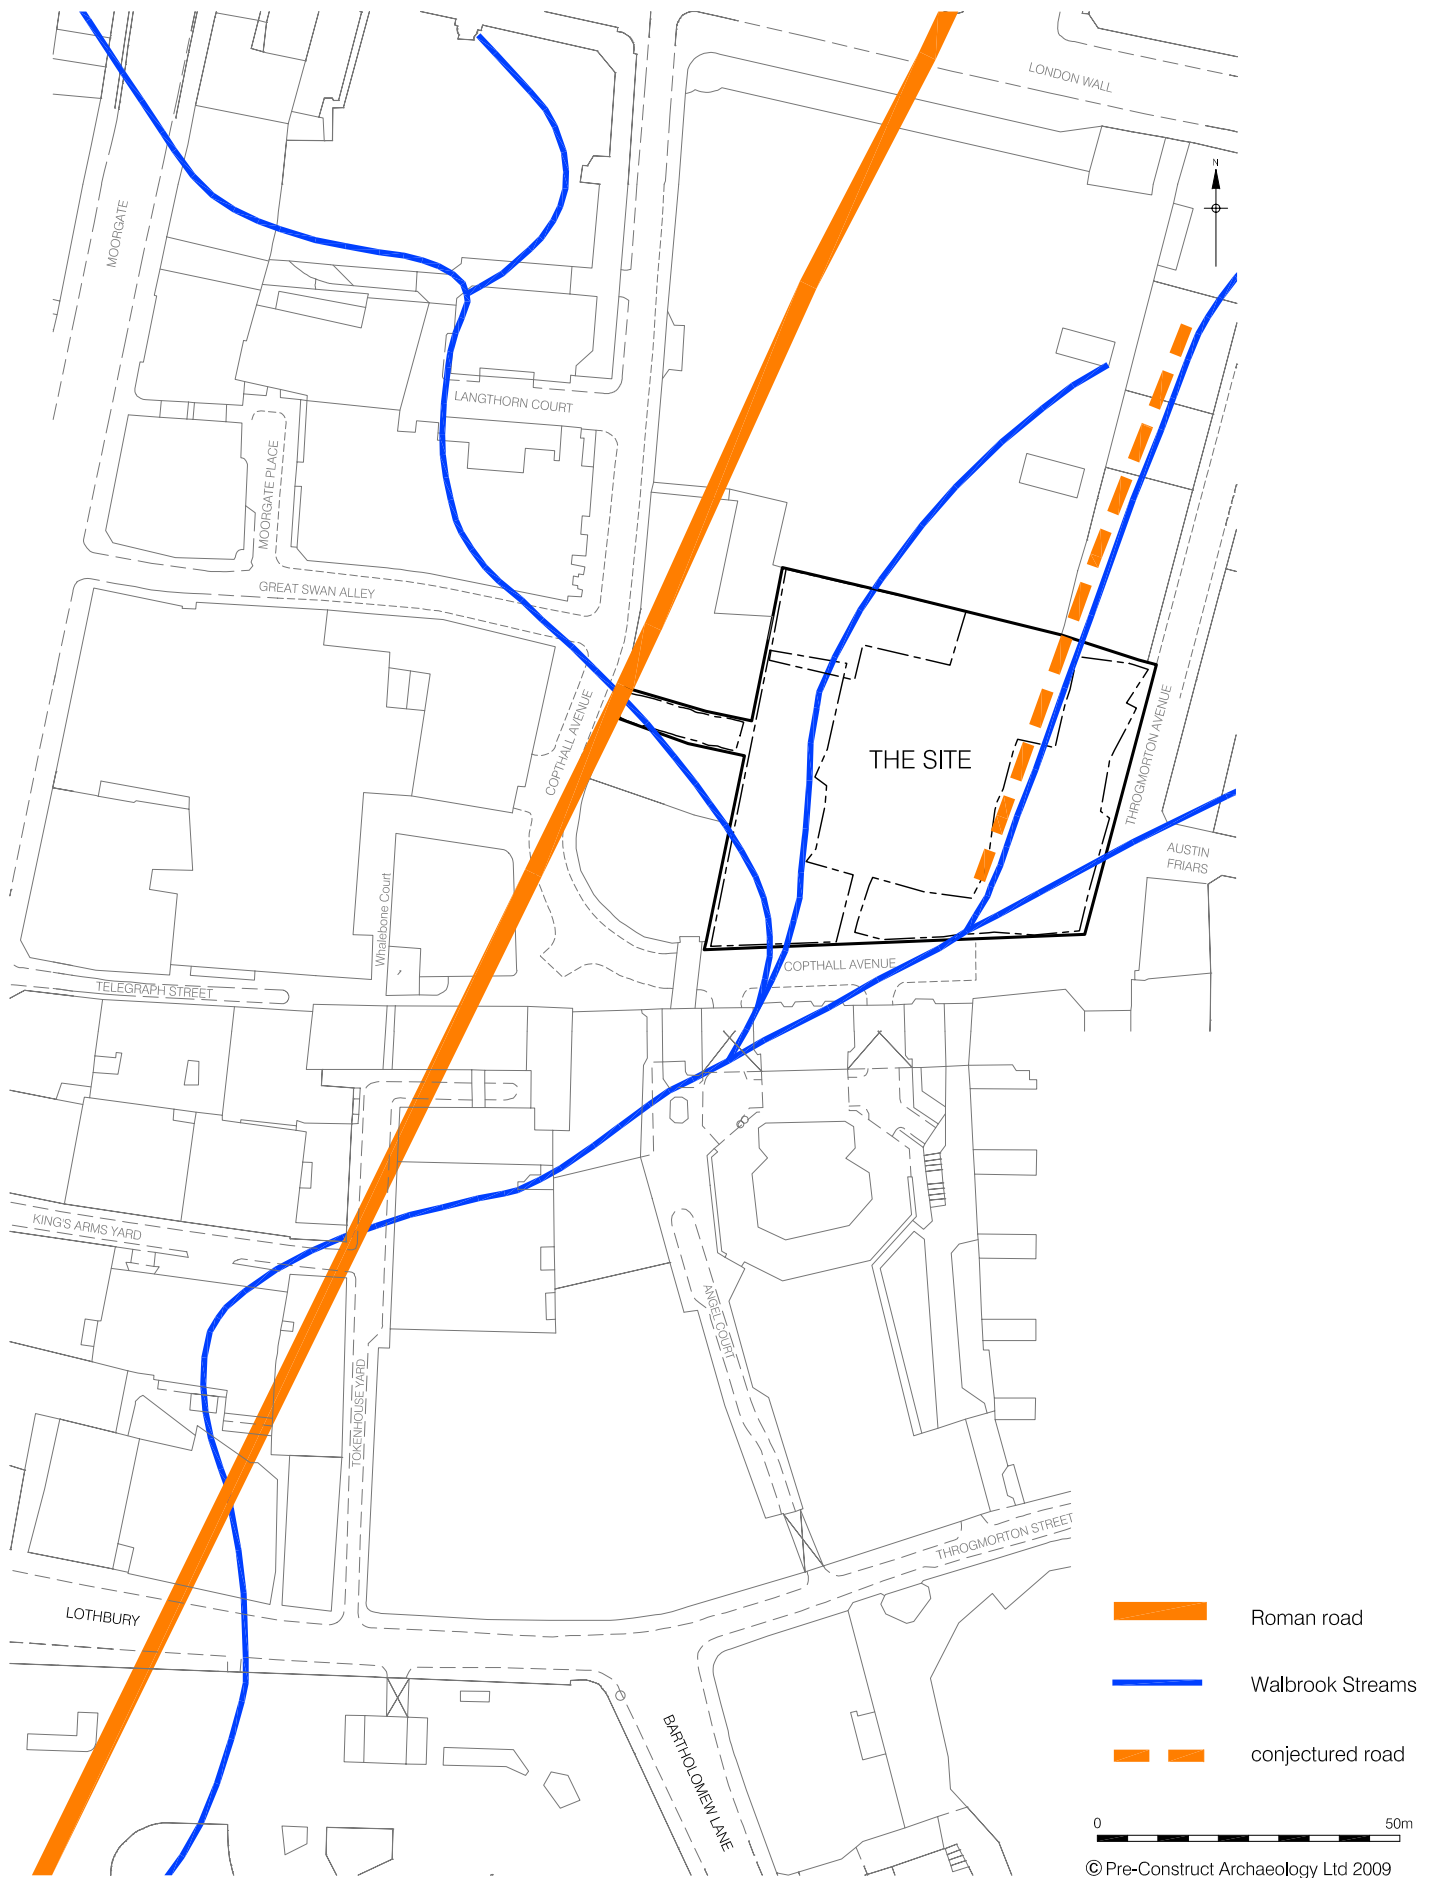 LONDON WALL
N
MOORGATE
LANGTHORN COURT
MOORGATE PLACE
GREAT SWAN ALLEY
COPTHALL AVENUE
THE SITE
THROGMORTON AVENUE
AUSTIN
FRIARS
Whalebone Court
COPTHALL AVENUE
TELEGRAPH STREET
KING'S ARMS YARD
ANGEL COURT
TOKENHOUSE YARD
THROGMORTON STREET
LOTHBURY
BARTHOLOMEW LANE
Roman road
Walbrook Streams
conjectured road
0 50m
© Pre-Construct Archaeology Ltd 2009